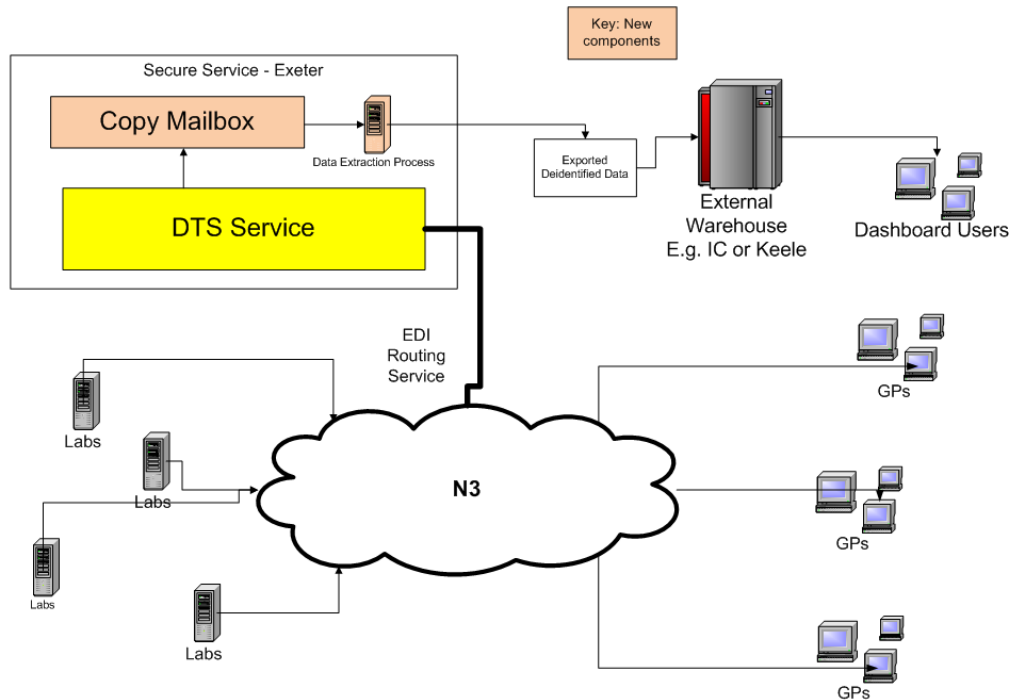 Key: New
components
Secure Service - Exeter
Copy Mailbox
Data Extraction Process
Exported
Deidentified Data
DTS Service
External
Warehouse
E.g. IC or Keele
Dashboard Users
EDI
Routing
Service
Labs
Labs
Labs
Labs
N3
GPs
GPs
GPs